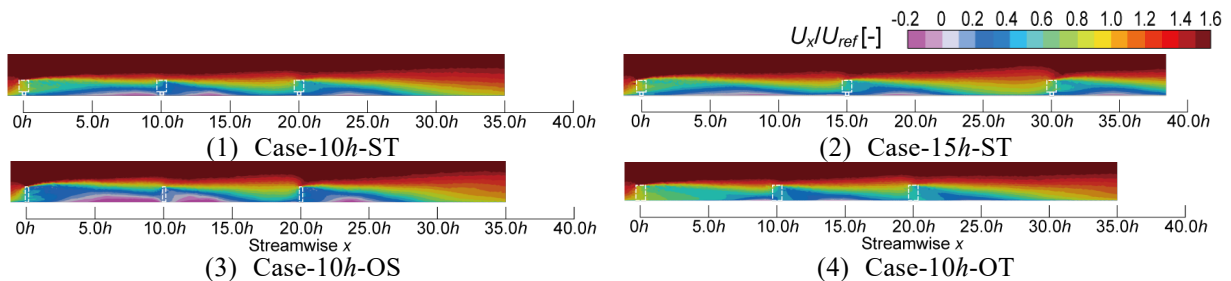 U_x/U_ref [-]
-0.2 0 0.2 0.4 0.6 0.8 1.0 1.2 1.4 1.6
0h 5.0h 10.0h 15.0h 20.0h 25.0h 30.0h 35.0h 40.0h
(1) Case-10h-ST
0h 5.0h 10.0h 15.0h 20.0h 25.0h 30.0h 35.0h 40.0h
(2) Case-15h-ST
0h 5.0h 10.0h 15.0h 20.0h 25.0h 30.0h 35.0h 40.0h
Streamwise x
(3) Case-10h-OS
0h 5.0h 10.0h 15.0h 20.0h 25.0h 30.0h 35.0h 40.0h
Streamwise x
(4) Case-10h-OT